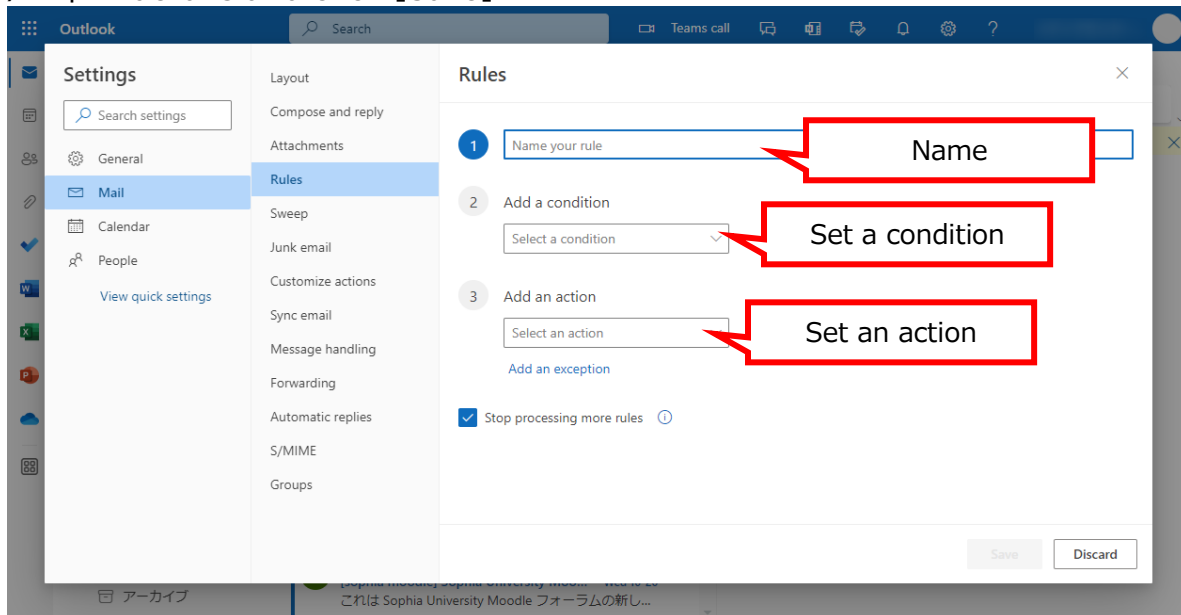 Outlook
Search
Teams call
Settings
Search settings
General
Mail
Calendar
People
View quick settings
Layout
Compose and reply
Attachments
Rules
Sweep
Junk email
Customize actions
Sync email
Message handling
Forwarding
Automatic replies
S/MIME
Groups
Rules
1 Name your rule
Name
2 Add a condition
Select a condition
Set a condition
3 Add an action
Select an action
Set an action
Add an exception
Stop processing more rules
Save
Discard
アーカイブ
これは Sophia University Moodle フォーラムの新し...